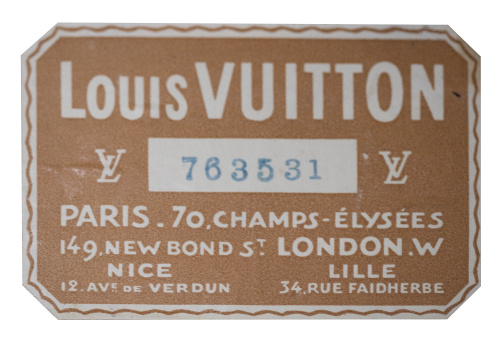 Louis VUITTON
LV 763531 LV
PARIS. 70, CHAMPS-ÉLYSÉES
149, NEW BOND ST LONDON.W
NICE LILLE
12. AVE DE VERDUN 34, RUE FAIDHERBE